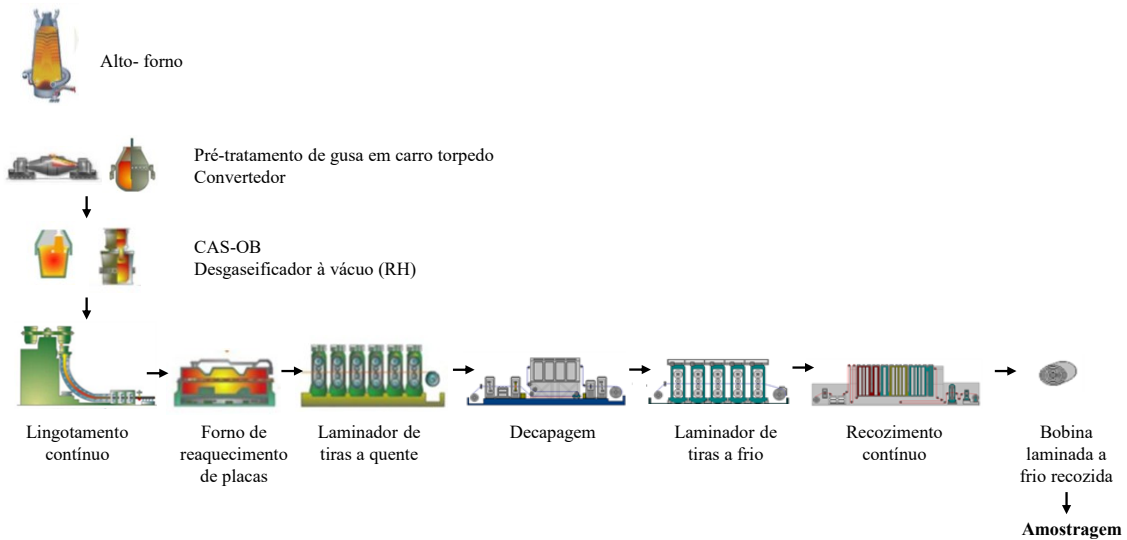 Alto- forno
Pré-tratamento de gusa em carro torpedo
Convertedor
CAS-OB
Desgaseificador à vácuo (RH)
Lingotamento
contínuo
Forno de
reaquecimento
de placas
Laminador de
tiras a quente
Decapagem
Laminador de
tiras a frio
Recozimento
contínuo
Bobina
laminada a
frio recozida
Amostragem